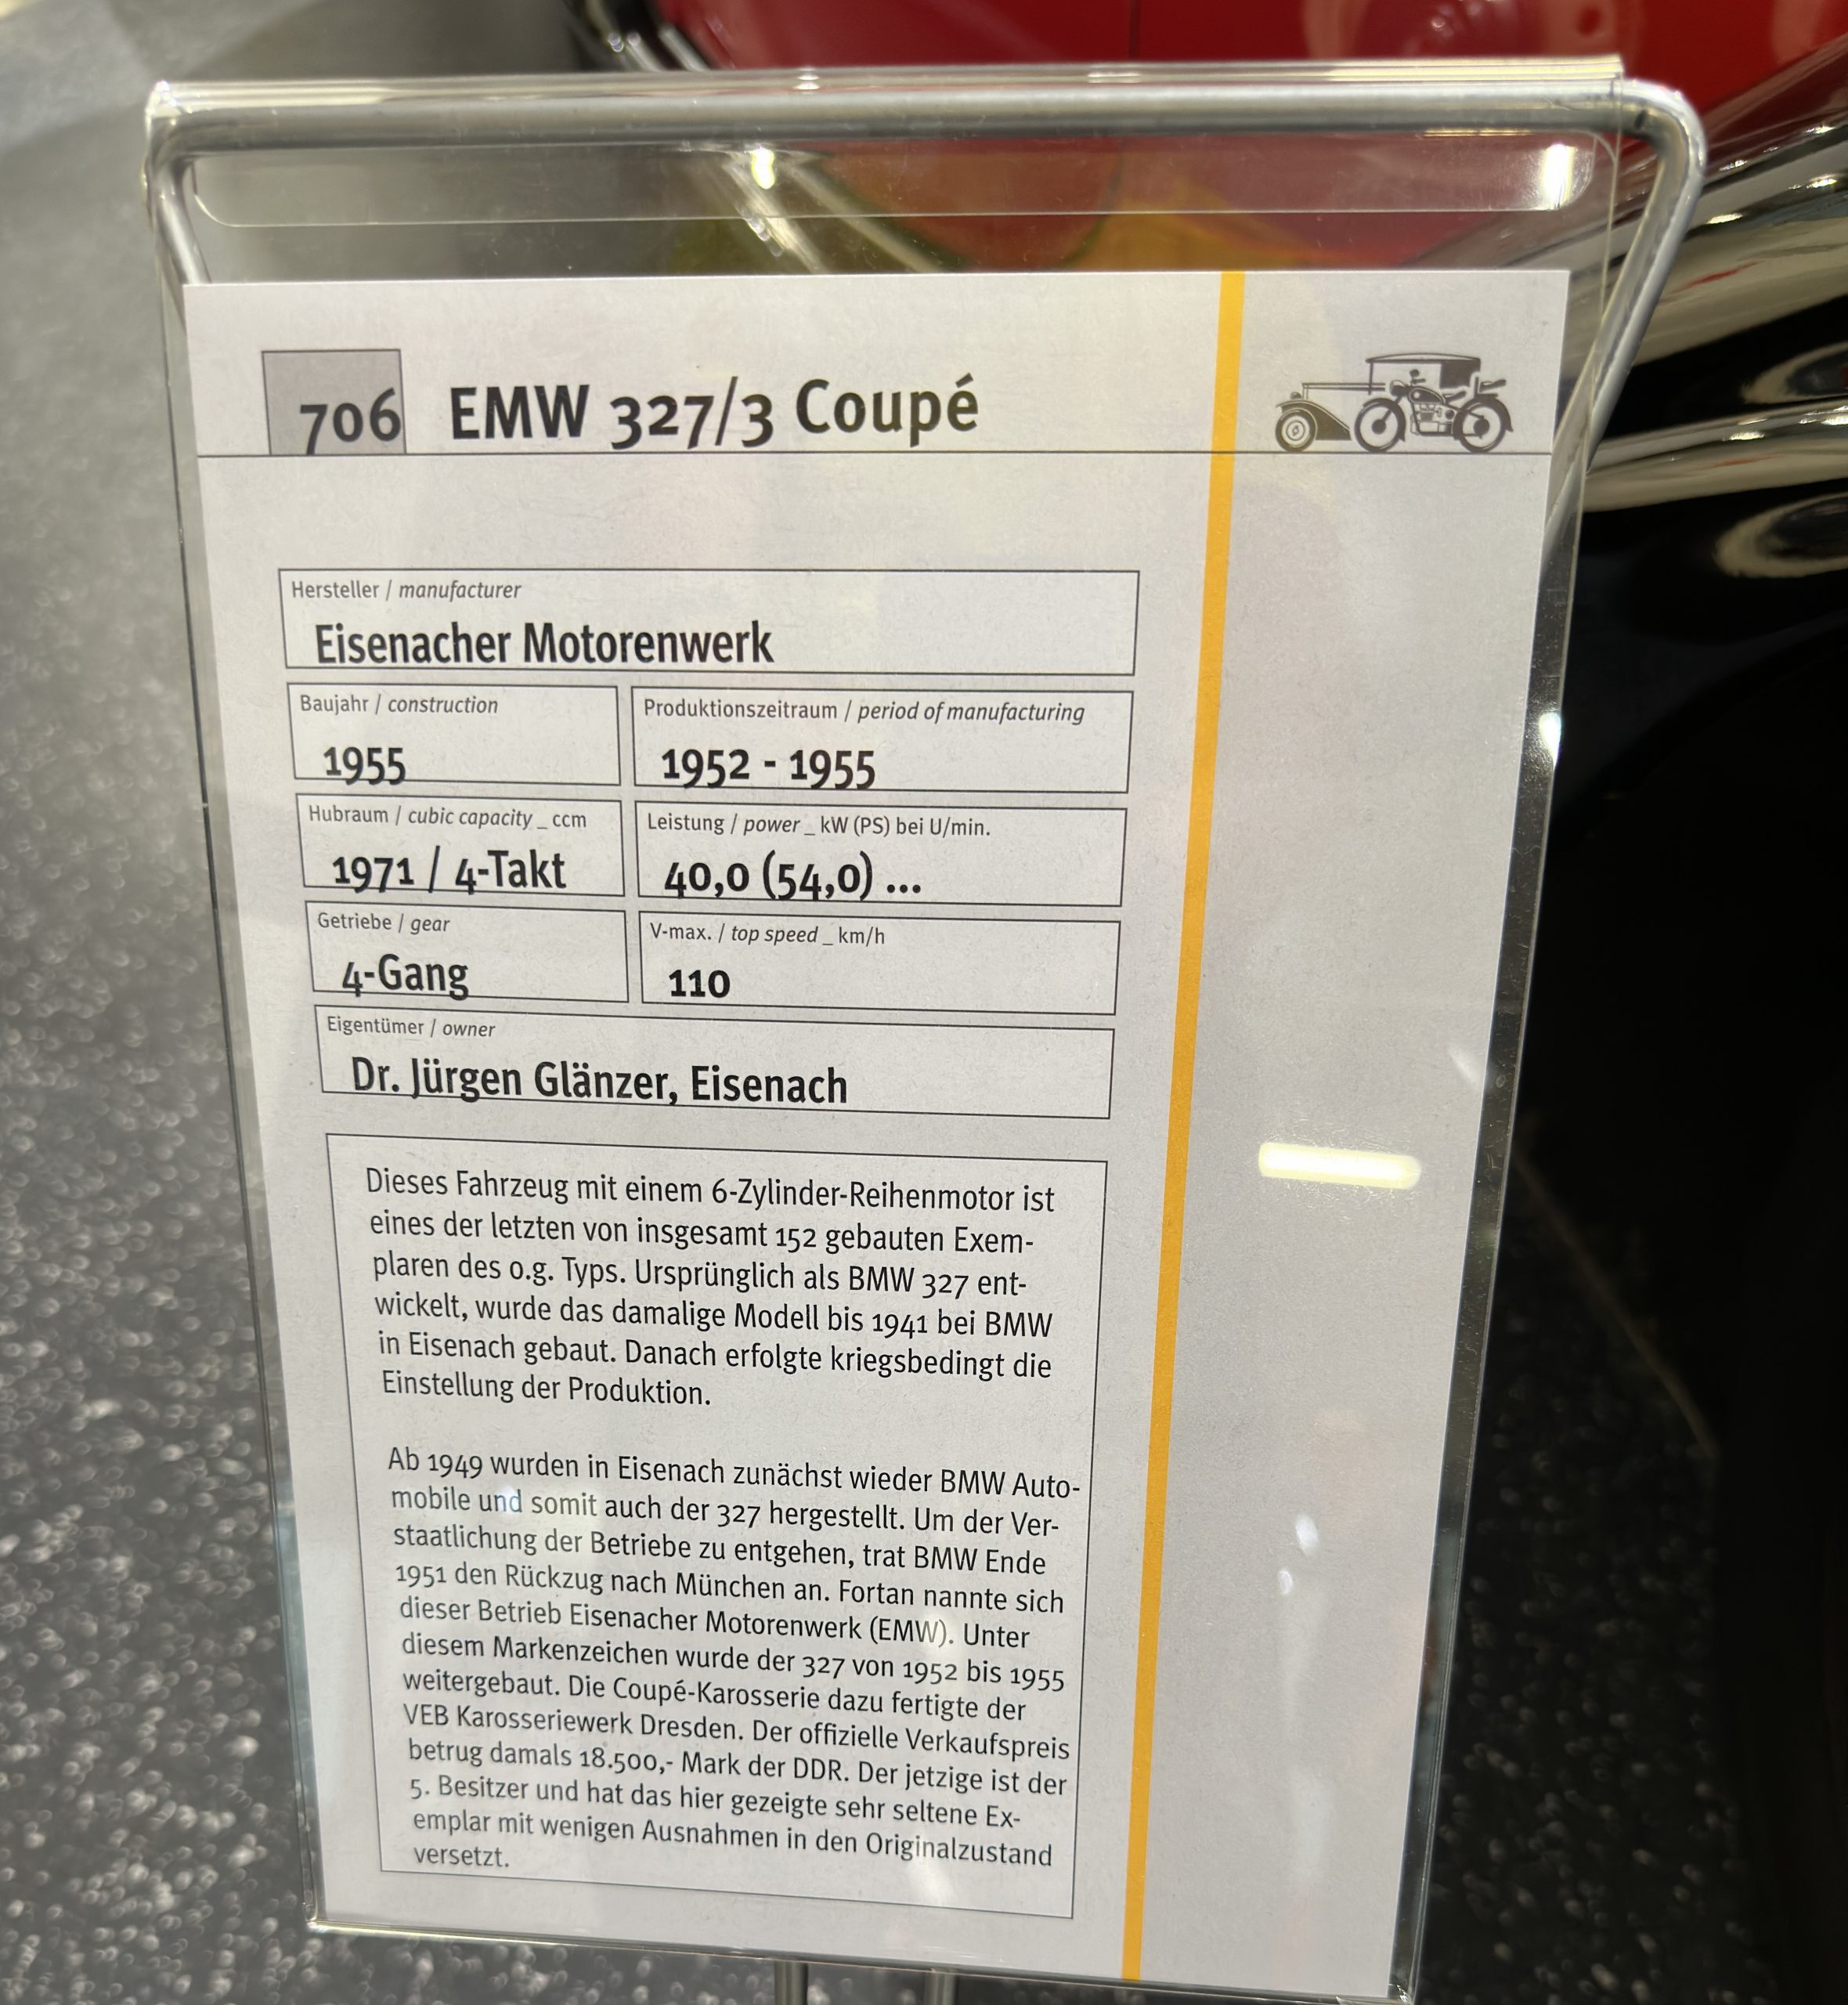 706 EMW 327/3 Coupé
Hersteller / manufacturer
Eisenacher Motorenwerk
Baujahr / construction
1955
Produktionszeitraum / period of manufacturing
1952 - 1955
Hubraum / cubic capacity _ ccm
1971 / 4-Takt
Leistung / power _ kW (PS) bei U/min.
40,0 (54,0) ...
Getriebe / gear
4-Gang
V-max. / top speed _ km/h
110
Eigentümer / owner
Dr. Jürgen Glänzer, Eisenach
Dieses Fahrzeug mit einem 6-Zylinder-Reihenmotor ist
eines der letzten von insgesamt 152 gebauten Exem-
plaren des o.g. Typs. Ursprünglich als BMW 327 ent-
wickelt, wurde das damalige Modell bis 1941 bei BMW
in Eisenach gebaut. Danach erfolgte kriegsbedingt die
Einstellung der Produktion.
Ab 1949 wurden in Eisenach zunächst wieder BMW Auto-
mobile und somit auch der 327 hergestellt. Um der Ver-
staatlichung der Betriebe zu entgehen, trat BMW Ende
1951 den Rückzug nach München an. Fortan nannte sich
dieser Betrieb Eisenacher Motorenwerk (EMW). Unter
diesem Markenzeichen wurde der 327 von 1952 bis 1955
weitergebaut. Die Coupé-Karosserie dazu fertigte der
VEB Karosseriewerk Dresden. Der offizielle Verkaufspreis
betrug damals 18.500,- Mark der DDR. Der jetzige ist der
5. Besitzer und hat das hier gezeigte sehr seltene Ex-
emplar mit wenigen Ausnahmen in den Originalzustand
versetzt.